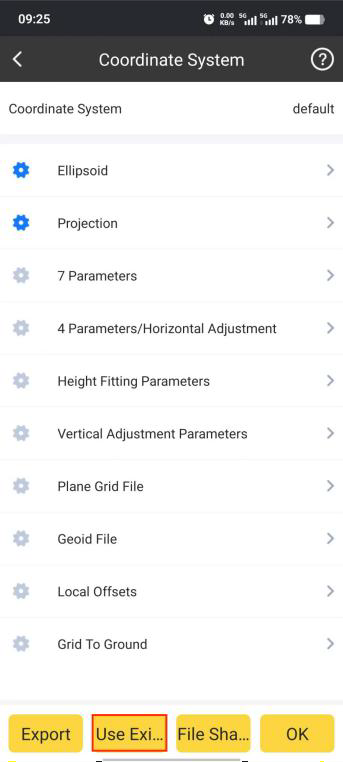 09:25 0.00 KB/s 5G 5G 78%
Coordinate System ?
Coordinate System default
Ellipsoid
Projection
7 Parameters
4 Parameters/Horizontal Adjustment
Height Fitting Parameters
Vertical Adjustment Parameters
Plane Grid File
Geoid File
Local Offsets
Grid To Ground
Export Use Exi... File Sha... OK